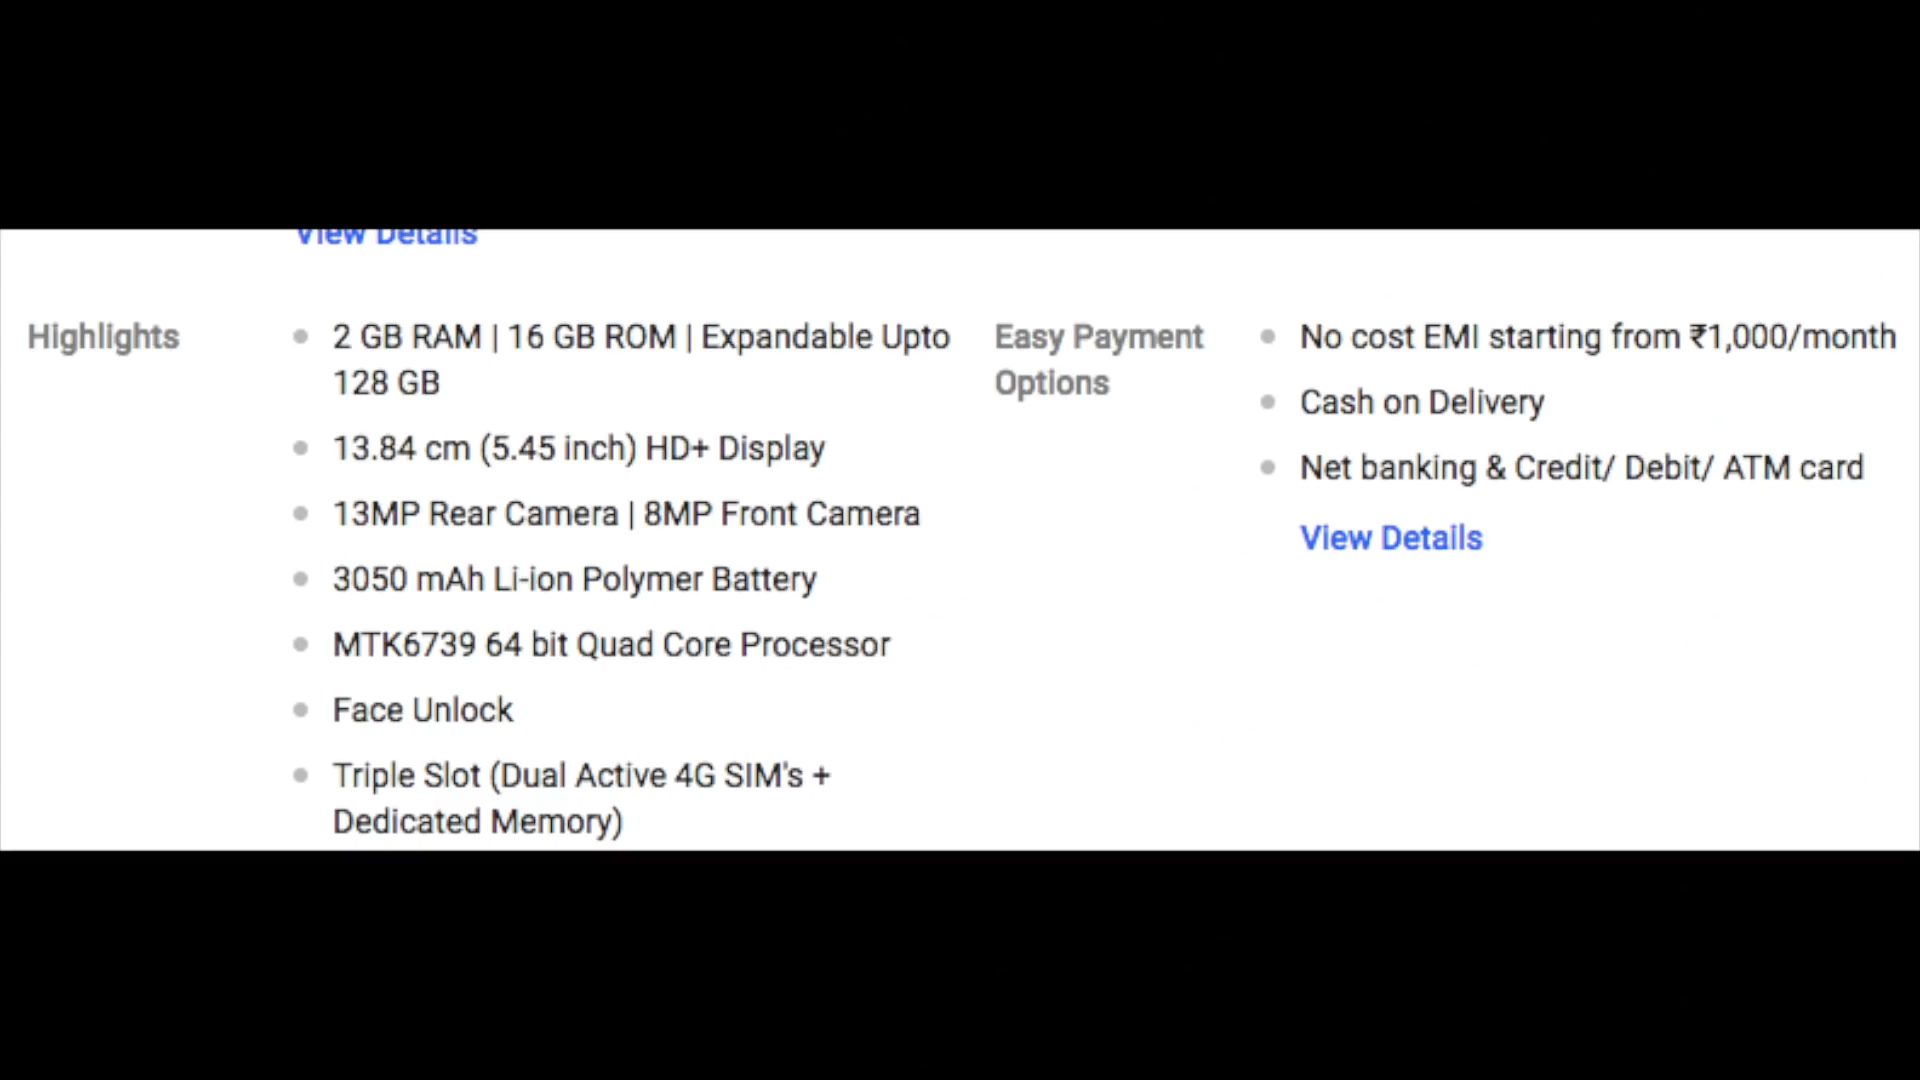 View Details
Highlights
2 GB RAM | 16 GB ROM | Expandable Upto
128 GB
13.84 cm (5.45 inch) HD+ Display
13MP Rear Camera | 8MP Front Camera
3050 mAh Li-ion Polymer Battery
MTK6739 64 bit Quad Core Processor
Face Unlock
Triple Slot (Dual Active 4G SIM's +
Dedicated Memory)
Easy Payment
Options
No cost EMI starting from ₹1,000/month
Cash on Delivery
Net banking & Credit/ Debit/ ATM card
View Details